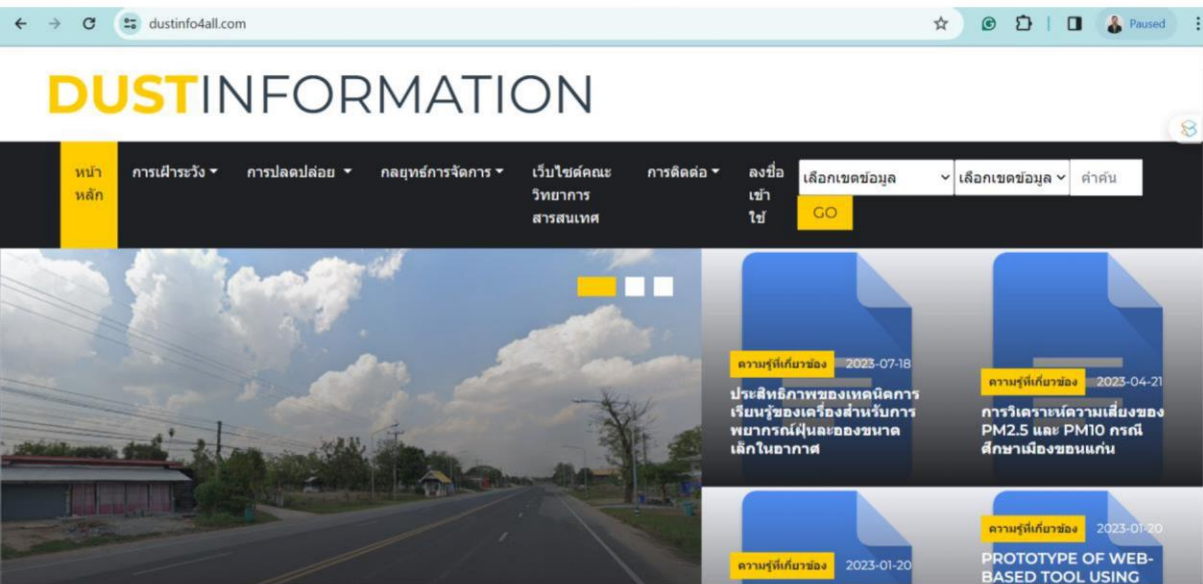 dustinfo4all.com
Paused
DUSTINFORMATION
หน้า
หลัก
การเฝ้าระวัง
การปลดปล่อย
กลยุทธ์การจัดการ
เว็บไซต์คณะ
วิทยาการ
สารสนเทศ
การติดต่อ
ลงชื่อ
เข้า
ใช้
เลือกเขตข้อมูล
เลือกเขตข้อมูล
คำค้น
GO
ความรู้ที่เกี่ยวข้อง 2023-07-18
ประสิทธิภาพของเทคนิคการ
เรียนรู้ของเครื่องสำหรับการ
พยากรณ์ฝุ่นละอองขนาด
เล็กในอากาศ
ความรู้ที่เกี่ยวข้อง 2023-04-21
การวิเคราะห์ความเสี่ยงของ
PM2.5 และ PM10 กรณี
ศึกษาเมืองขอนแก่น
ความรู้ที่เกี่ยวข้อง 2023-01-20
ความรู้ที่เกี่ยวข้อง 2023-01-20
PROTOTYPE OF WEB-
BASED TOOL USING